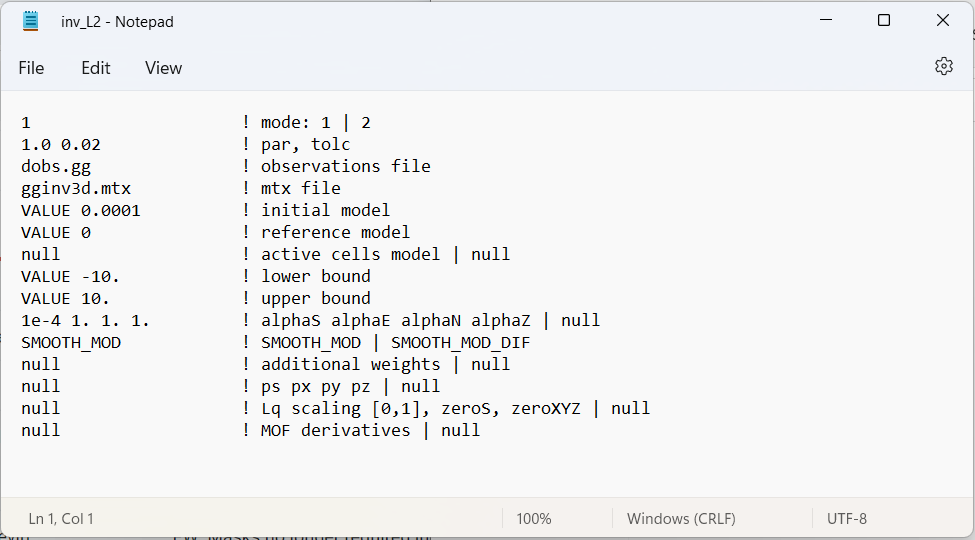 inv_L2 - Notepad
File Edit View
1 ! mode: 1 | 2
1.0 0.02 ! par, tolc
dobs.gg ! observations file
gginv3d.mtx ! mtx file
VALUE 0.0001 ! initial model
VALUE 0 ! reference model
null ! active cells model | null
VALUE -10. ! lower bound
VALUE 10. ! upper bound
1e-4 1. 1. 1. ! alphaS alphaE alphaN alphaZ | null
SMOOTH_MOD ! SMOOTH_MOD | SMOOTH_MOD_DIF
null ! additional weights | null
null ! ps px py pz | null
null ! Lq scaling [0,1], zeroS, zeroXYZ | null
null ! MOF derivatives | null
Ln 1, Col 1 100% Windows (CRLF) UTF-8